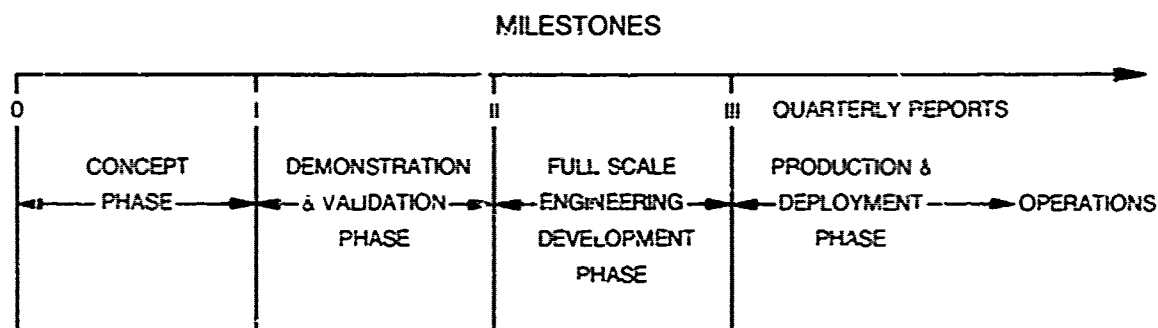 MILESTONES
0 I II III QUARTERLY REPORTS
CONCEPT
PHASE
DEMONSTRATION
& VALIDATION
PHASE
FULL SCALE
ENGINEERING
DEVELOPMENT
PHASE
PRODUCTION &
DEPLOYMENT
PHASE
OPERATIONS